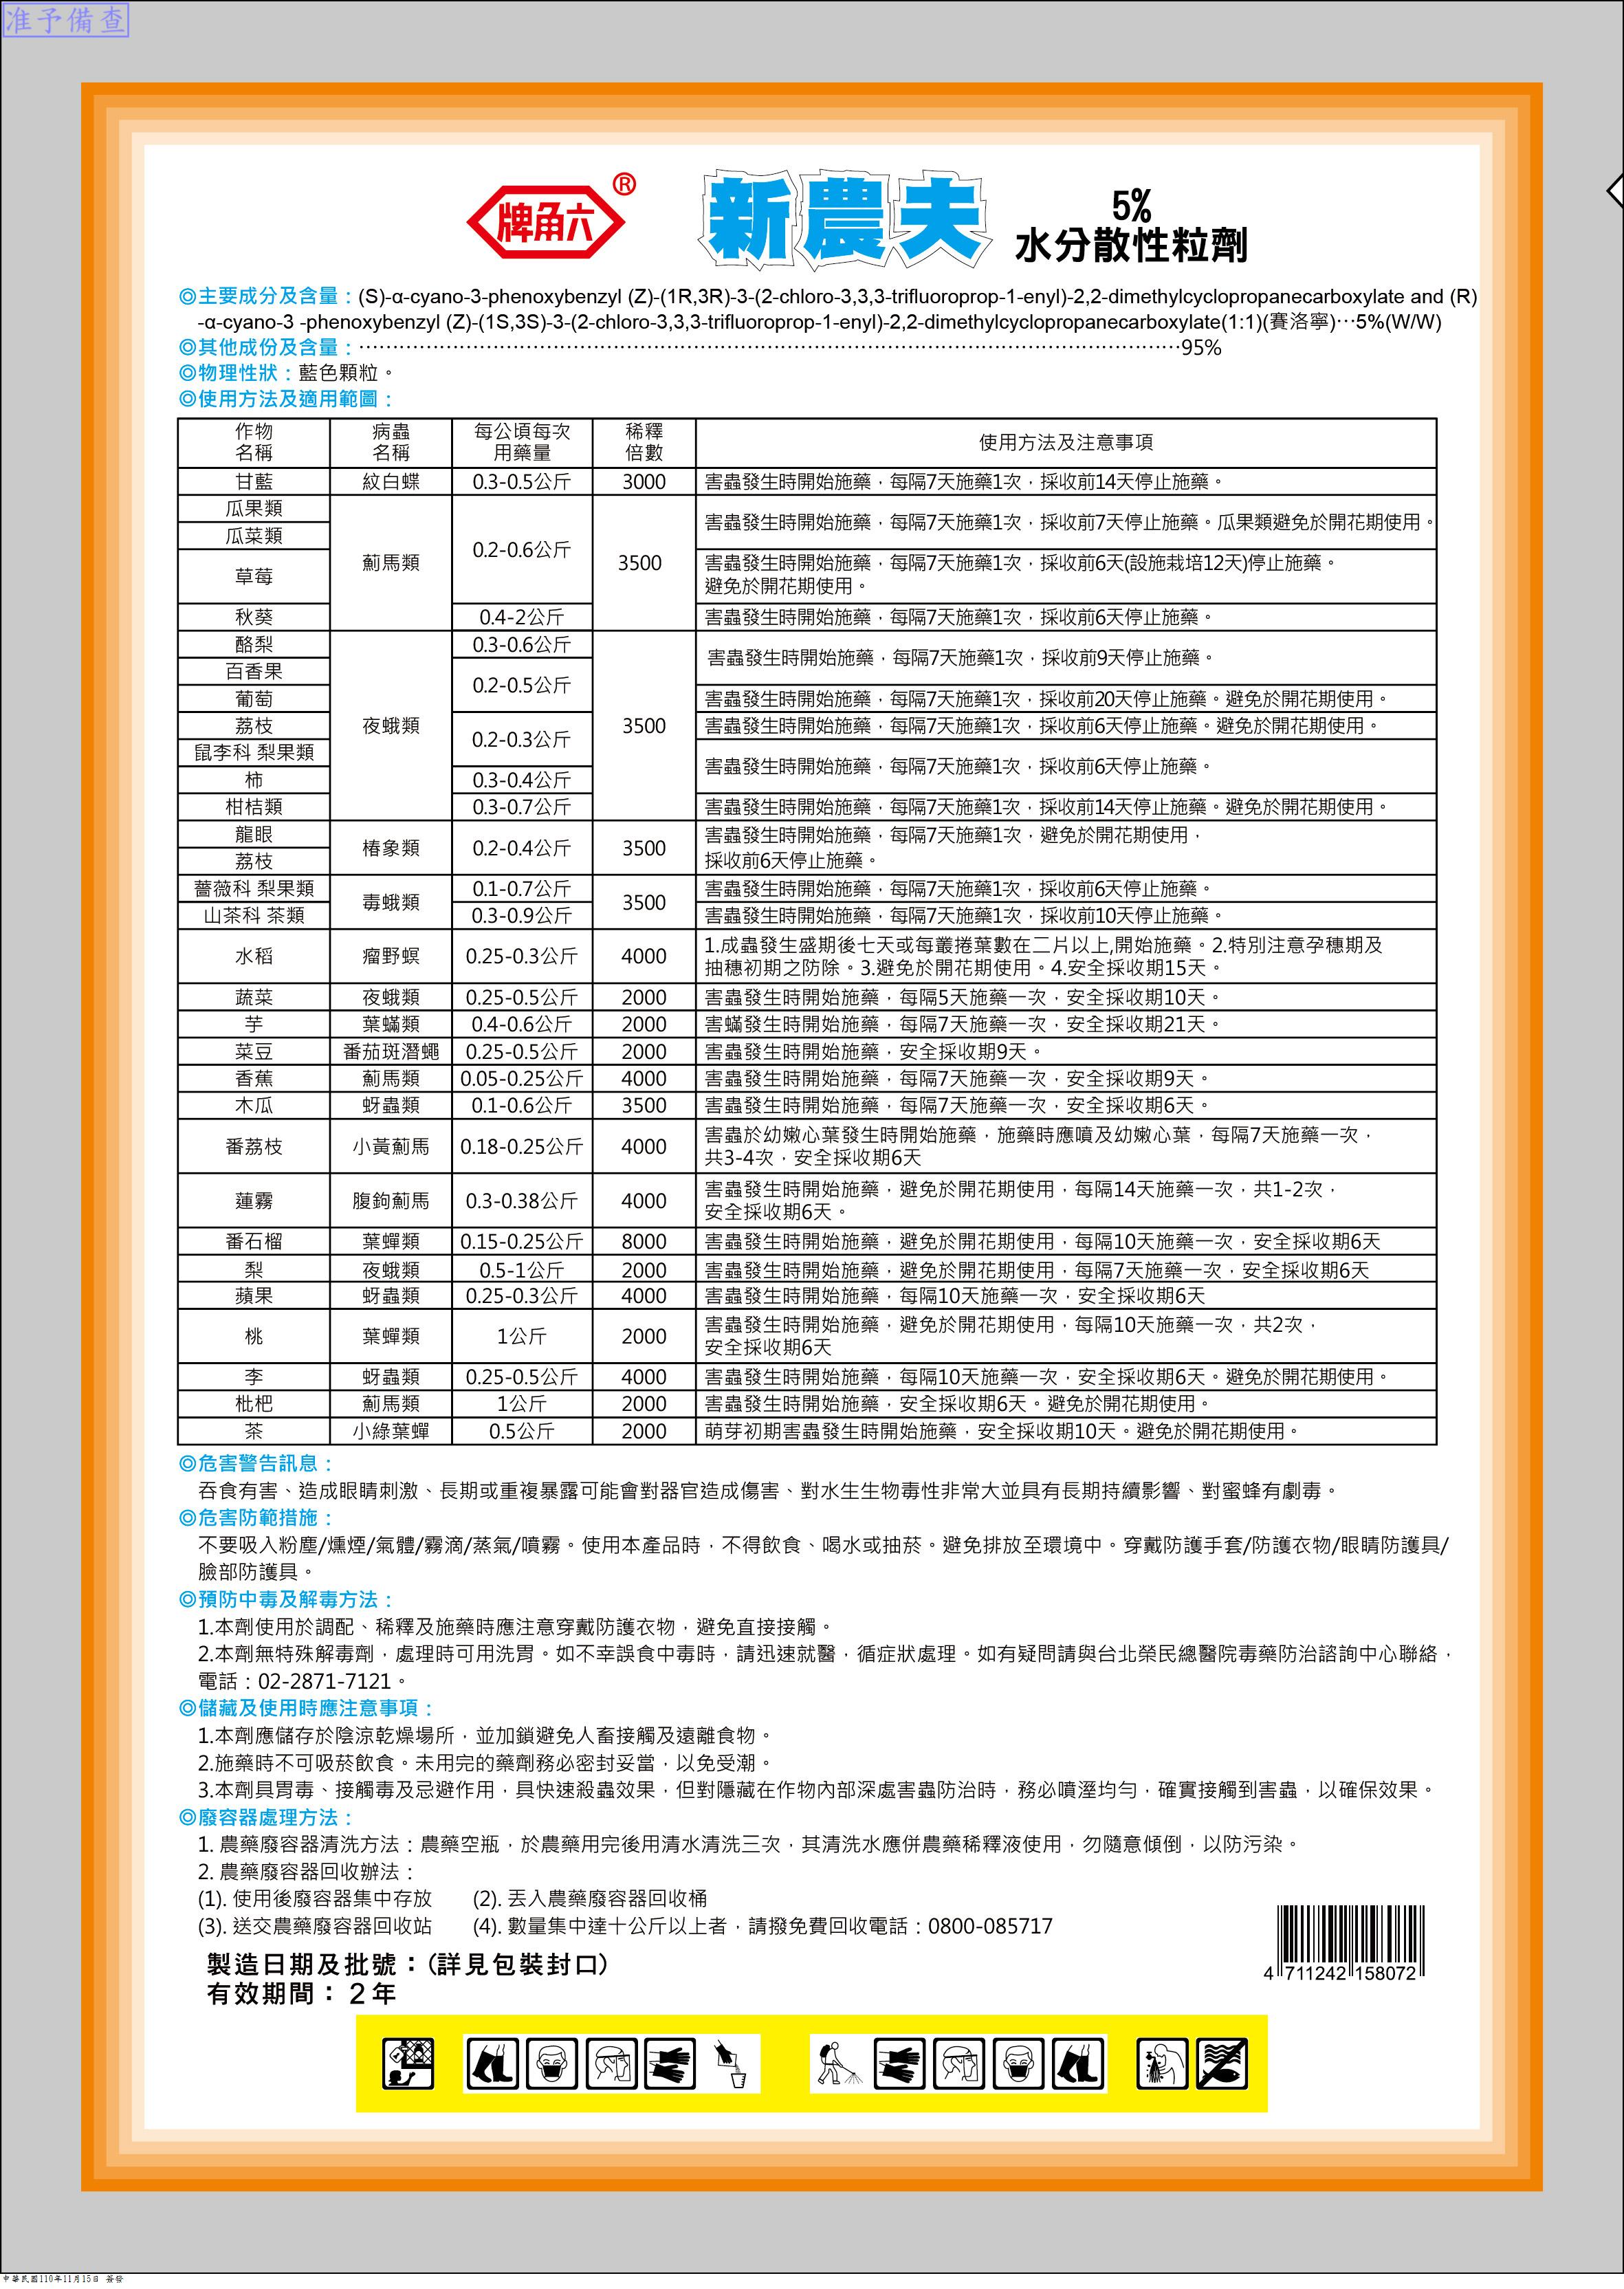 准予備查
牌角六®
新農夫
5%
水分散性粒劑
◎主要成分及含量：(S)-α-cyano-3-phenoxybenzyl (Z)-(1R,3R)-3-(2-chloro-3,3,3-trifluoroprop-1-enyl)-2,2-dimethylcyclopropanecarboxylate and (R)
-α-cyano-3 -phenoxybenzyl (Z)-(1S,3S)-3-(2-chloro-3,3,3-trifluoroprop-1-enyl)-2,2-dimethylcyclopropanecarboxylate(1:1)(賽洛寧)…5%(W/W)
◎其他成份及含量：……………………………………………………………………………………95%
◎物理性狀：藍色顆粒。
◎使用方法及適用範圍：
作物名稱 病蟲名稱 每公頃每次用藥量 稀釋倍數 使用方法及注意事項
甘藍 紋白蝶 0.3-0.5公斤 3000 害蟲發生時開始施藥，每隔7天施藥1次，採收前14天停止施藥。
瓜果類
瓜菜類
害蟲發生時開始施藥，每隔7天施藥1次，採收前7天停止施藥。瓜果類避免於開花期使用。
薊馬類 0.2-0.6公斤 3500
草莓 害蟲發生時開始施藥，每隔7天施藥1次，採收前6天(設施栽培12天)停止施藥。
避免於開花期使用。
秋葵 0.4-2公斤 害蟲發生時開始施藥，每隔7天施藥1次，採收前6天停止施藥。
酪梨 0.3-0.6公斤
害蟲發生時開始施藥，每隔7天施藥1次，採收前9天停止施藥。
百香果
0.2-0.5公斤
葡萄 害蟲發生時開始施藥，每隔7天施藥1次，採收前20天停止施藥。避免於開花期使用。
荔枝 夜蛾類 3500 害蟲發生時開始施藥，每隔7天施藥1次，採收前6天停止施藥。避免於開花期使用。
0.2-0.3公斤
鼠李科 梨果類
害蟲發生時開始施藥，每隔7天施藥1次，採收前6天停止施藥。
柿 0.3-0.4公斤
柑桔類 0.3-0.7公斤 害蟲發生時開始施藥，每隔7天施藥1次，採收前14天停止施藥。避免於開花期使用。
龍眼 害蟲發生時開始施藥，每隔7天施藥1次，避免於開花期使用，
椿象類 0.2-0.4公斤 3500
荔枝 採收前6天停止施藥。
薔薇科 梨果類 0.1-0.7公斤 害蟲發生時開始施藥，每隔7天施藥1次，採收前6天停止施藥。
毒蛾類 3500
山茶科 茶類 0.3-0.9公斤 害蟲發生時開始施藥，每隔7天施藥1次，採收前10天停止施藥。
水稻 瘤野螟 0.25-0.3公斤 4000 1.成蟲發生盛期後七天或每叢捲葉數在二片以上,開始施藥。2.特別注意孕穗期及
抽穗初期之防除。3.避免於開花期使用。4.安全採收期15天。
蔬菜 夜蛾類 0.25-0.5公斤 2000 害蟲發生時開始施藥，每隔5天施藥一次，安全採收期10天。
芋 葉蟎類 0.4-0.6公斤 2000 害蟎發生時開始施藥，每隔7天施藥一次，安全採收期21天。
菜豆 番茄斑潛蠅 0.25-0.5公斤 2000 害蟲發生時開始施藥，安全採收期9天。
香蕉 薊馬類 0.05-0.25公斤 4000 害蟲發生時開始施藥，每隔7天施藥一次，安全採收期9天。
木瓜 蚜蟲類 0.1-0.6公斤 3500 害蟲發生時開始施藥，每隔7天施藥一次，安全採收期6天。
番荔枝 小黃薊馬 0.18-0.25公斤 4000 害蟲於幼嫩心葉發生時開始施藥，施藥時應噴及幼嫩心葉，每隔7天施藥一次，
共3-4次，安全採收期6天
蓮霧 腹鉤薊馬 0.3-0.38公斤 4000 害蟲發生時開始施藥，避免於開花期使用，每隔14天施藥一次，共1-2次，
安全採收期6天。
番石榴 葉蟬類 0.15-0.25公斤 8000 害蟲發生時開始施藥，避免於開花期使用，每隔10天施藥一次，安全採收期6天
梨 夜蛾類 0.5-1公斤 2000 害蟲發生時開始施藥，避免於開花期使用，每隔7天施藥一次，安全採收期6天
蘋果 蚜蟲類 0.25-0.3公斤 4000 害蟲發生時開始施藥，每隔10天施藥一次，安全採收期6天
桃 葉蟬類 1公斤 2000 害蟲發生時開始施藥，避免於開花期使用，每隔10天施藥一次，共2次，
安全採收期6天
李 蚜蟲類 0.25-0.5公斤 4000 害蟲發生時開始施藥，每隔10天施藥一次，安全採收期6天。避免於開花期使用。
枇杷 薊馬類 1公斤 2000 害蟲發生時開始施藥，安全採收期6天。避免於開花期使用。
茶 小綠葉蟬 0.5公斤 2000 萌芽初期害蟲發生時開始施藥，安全採收期10天。避免於開花期使用。
◎危害警告訊息：
吞食有害、造成眼睛刺激、長期或重複暴露可能會對器官造成傷害、對水生生物毒性非常大並具有長期持續影響、對蜜蜂有劇毒。
◎危害防範措施：
不要吸入粉塵/燻煙/氣體/霧滴/蒸氣/噴霧。使用本產品時，不得飲食、喝水或抽菸。避免排放至環境中。穿戴防護手套/防護衣物/眼睛防護具/
臉部防護具。
◎預防中毒及解毒方法：
1.本劑使用於調配、稀釋及施藥時應注意穿戴防護衣物，避免直接接觸。
2.本劑無特殊解毒劑，處理時可用洗胃。如不幸誤食中毒時，請迅速就醫，循症狀處理。如有疑問請與台北榮民總醫院毒藥防治諮詢中心聯絡，
電話：02-2871-7121。
◎儲藏及使用時應注意事項：
1.本劑應儲存於陰涼乾燥場所，並加鎖避免人畜接觸及遠離食物。
2.施藥時不可吸菸飲食。未用完的藥劑務必密封妥當，以免受潮。
3.本劑具胃毒、接觸毒及忌避作用，具快速殺蟲效果，但對隱藏在作物內部深處害蟲防治時，務必噴溼均勻，確實接觸到害蟲，以確保效果。
◎廢容器處理方法：
1. 農藥廢容器清洗方法：農藥空瓶，於農藥用完後用清水清洗三次，其清洗水應併農藥稀釋液使用，勿隨意傾倒，以防污染。
2. 農藥廢容器回收辦法：
(1). 使用後廢容器集中存放 (2). 丟入農藥廢容器回收桶
(3). 送交農藥廢容器回收站 (4). 數量集中達十公斤以上者，請撥免費回收電話：0800-085717
製造日期及批號：(詳見包裝封口)
有效期間：２年
4 711242 158072
中華民國110年11月15日 簽發